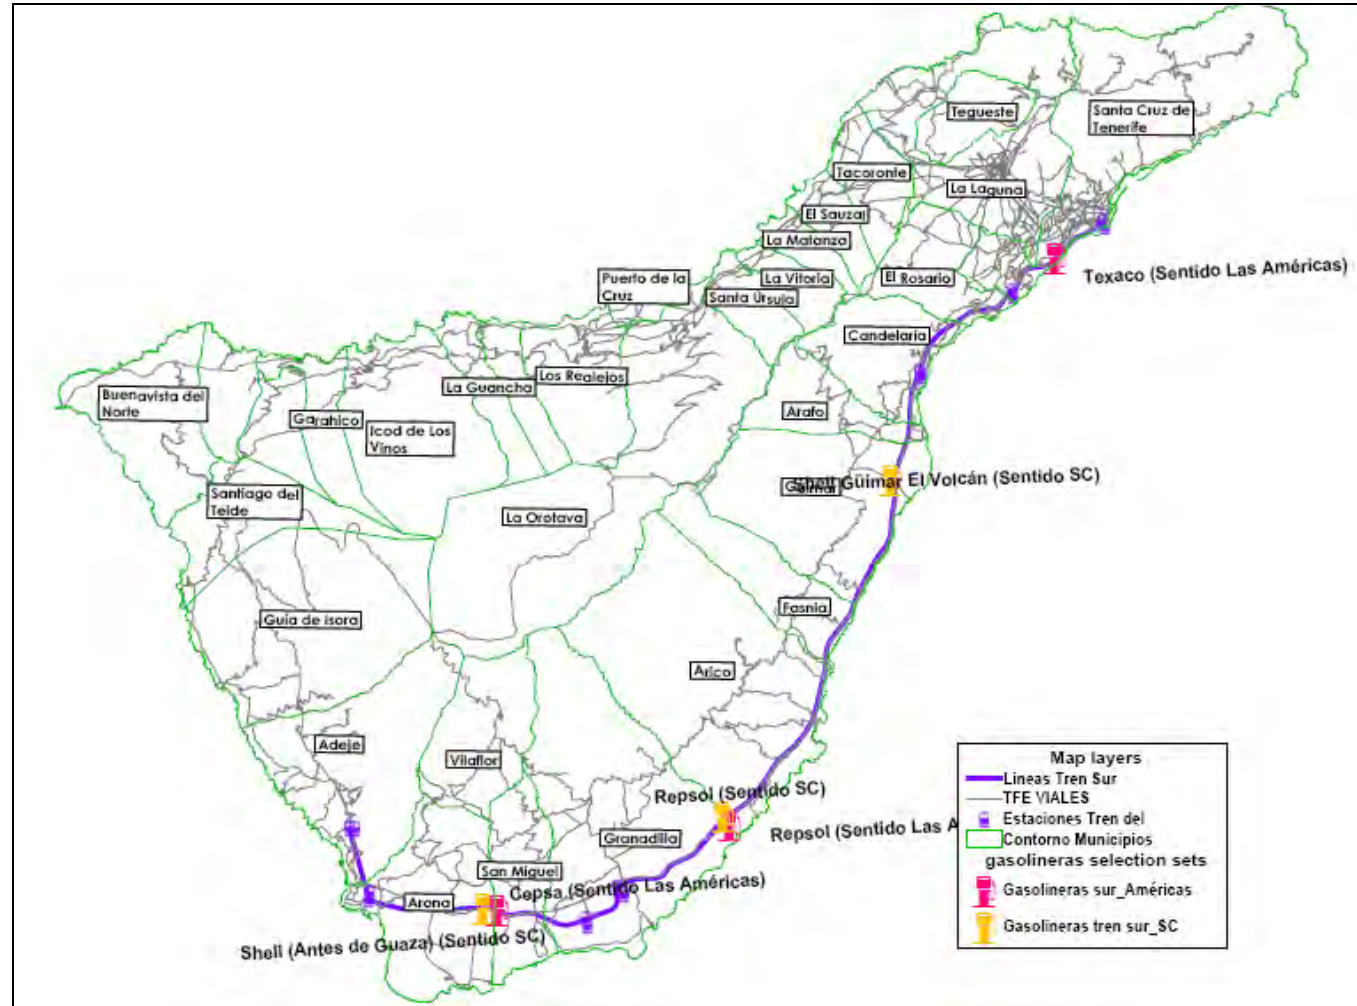 Tegueste
Santa Cruz de
Tenerife
Tacoronte
La Laguna
El Sauzal
La Matanza
La Vitoria
El Rosario
Texaco (Sentido Las Américas)
Puerto de la
Cruz
Santa Úrsula
Candelaria
Los Realejos
La Guancha
Buenavista del
Norte
Garahico
Icod de Los
Vinos
Arafo
Güimar
Shell Güimar El Volcán (Sentido SC)
Santiago del
Teide
La Orotava
Fasnia
Guia de Isora
Arico
Adeje
Vilaflor
Repsol (Sentido SC)
Repsol (Sentido Las A
Granadilla
San Miguel
Cepsa (Sentido Las Américas)
Arona
Shell (Antes de Guaza) (Sentido SC)
Map layers
Lineas Tren Sur
TFE VIALES
Estaciones Tren del
Contorno Municipios
gasolineras selection sets
Gasolineras sur_Américas
Gasolineras tren sur_SC